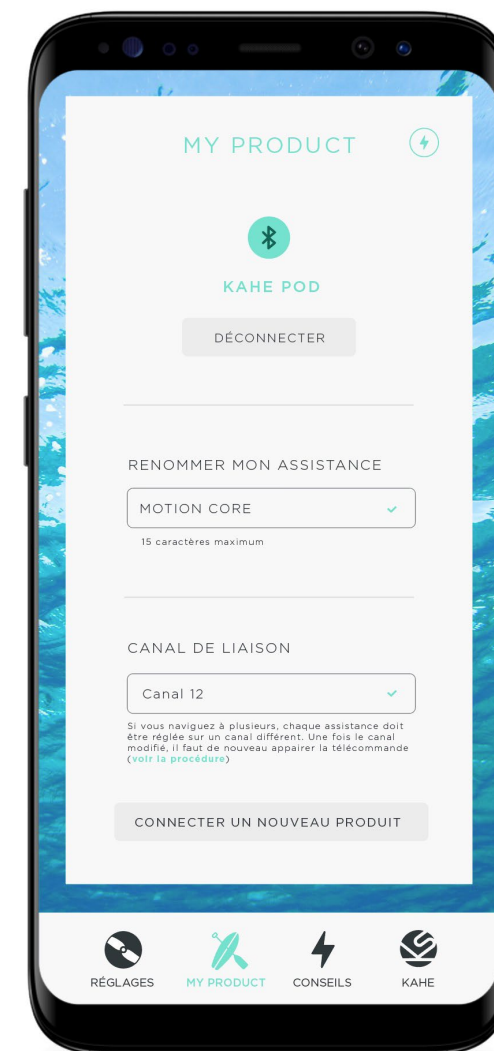 MY PRODUCT
KAHE POD
DÉCONNECTER
RENOMMER MON ASSISTANCE
MOTION CORE
15 caractères maximum
CANAL DE LIAISON
Canal 12
Si vous naviguez à plusieurs, chaque assistance doit
être réglée sur un canal différent. Une fois le canal
modifié, il faut de nouveau appairer la télécommande
(voir la procédure)
CONNECTER UN NOUVEAU PRODUIT
RÉGLAGES
MY PRODUCT
CONSEILS
KAHE